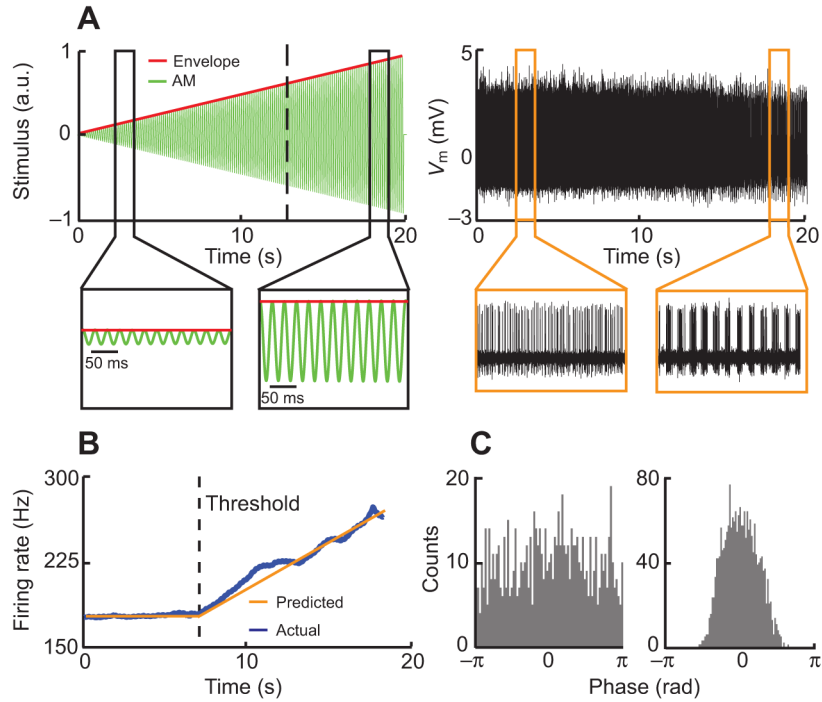 A
Stimulus (a.u.)
1
0
–1
Envelope
AM
10
20
Time (s)
50 ms
50 ms
Vm (mV)
5
0
–3
0
10
20
Time (s)
B
Firing rate (Hz)
300
225
150
Threshold
Predicted
Actual
0
10
20
Time (s)
C
Counts
20
10
0
–π
0
π
80
40
0
–π
0
π
Phase (rad)